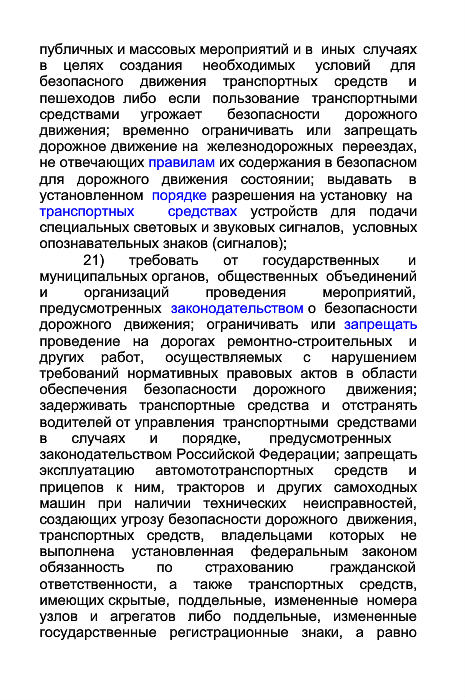 публичных и массовых мероприятий и в иных случаях
в целях создания необходимых условий для
безопасного движения транспортных средств и
пешеходов либо если пользование транспортными
средствами угрожает безопасности дорожного
движения; временно ограничивать или запрещать
дорожное движение на железнодорожных переездах,
не отвечающих правилам их содержания в безопасном
для дорожного движения состоянии; выдавать в
установленном порядке разрешения на установку на
транспортных средствах устройств для подачи
специальных световых и звуковых сигналов, условных
опознавательных знаков (сигналов);
21) требовать от государственных и
муниципальных органов, общественных объединений
и организаций проведения мероприятий,
предусмотренных законодательством о безопасности
дорожного движения; ограничивать или запрещать
проведение на дорогах ремонтно-строительных и
других работ, осуществляемых с нарушением
требований нормативных правовых актов в области
обеспечения безопасности дорожного движения;
задерживать транспортные средства и отстранять
водителей от управления транспортными средствами
в случаях и порядке, предусмотренных
законодательством Российской Федерации; запрещать
эксплуатацию автомототранспортных средств и
прицепов к ним, тракторов и других самоходных
машин при наличии технических неисправностей,
создающих угрозу безопасности дорожного движения,
транспортных средств, владельцами которых не
выполнена установленная федеральным законом
обязанность по страхованию гражданской
ответственности, а также транспортных средств,
имеющих скрытые, поддельные, измененные номера
узлов и агрегатов либо поддельные, измененные
государственные регистрационные знаки, а равно